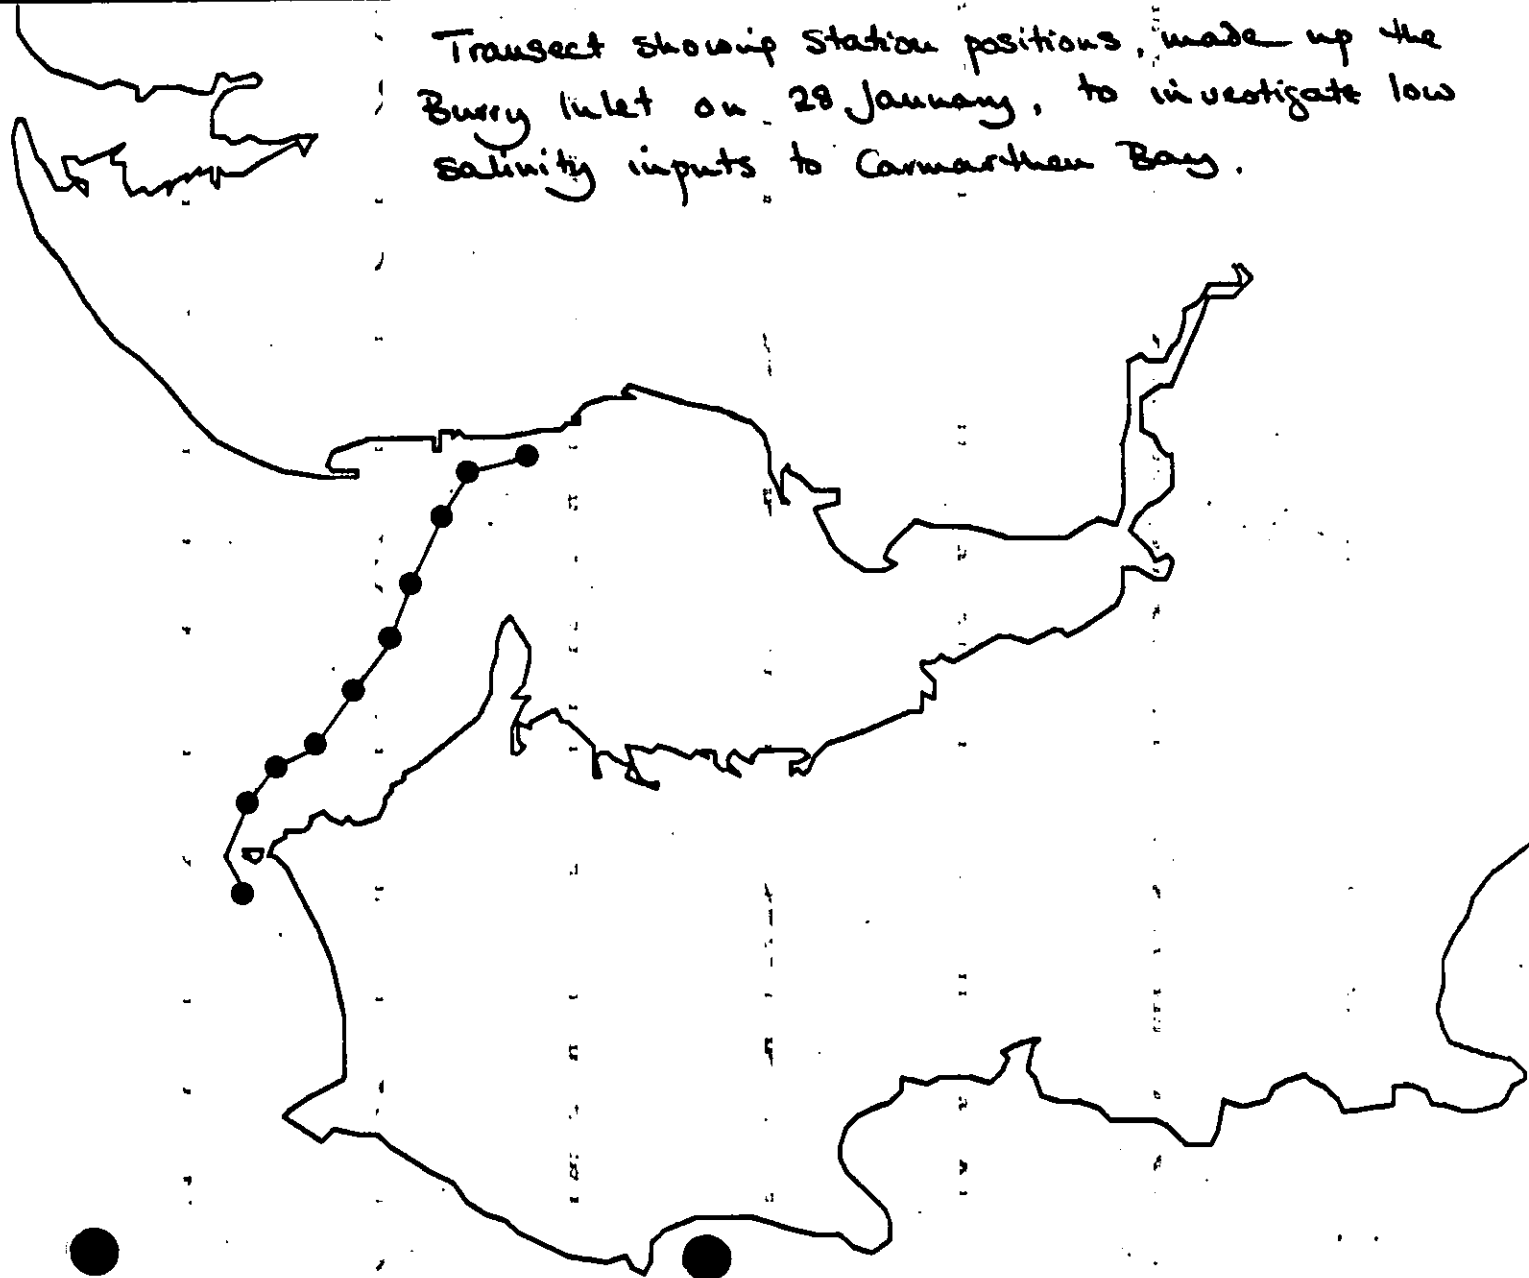 Transect showing Station positions, made up the
Burry Inlet on 28 January, to investigate low
salinity inputs to Carmarthen Bay.